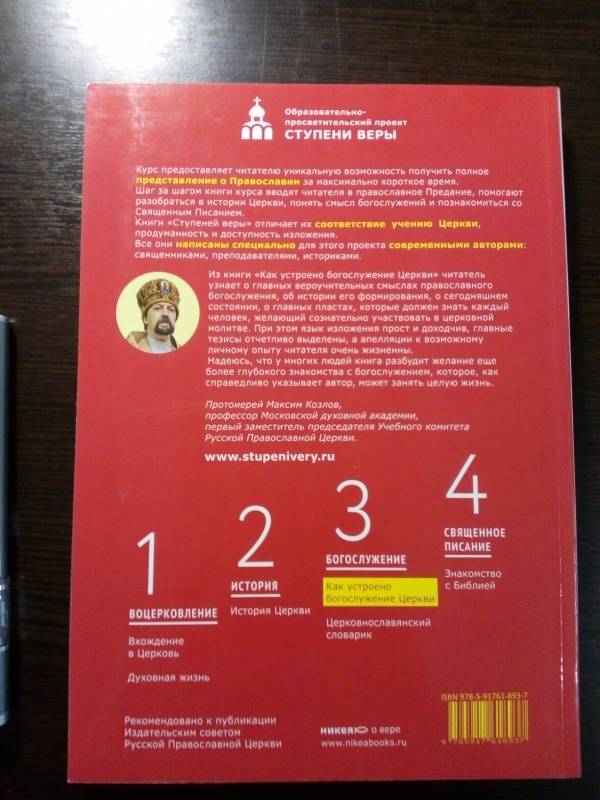 Образовательно-
просветительский проект
СТУПЕНИ ВЕРЫ
Курс предоставляет читателю уникальную возможность получить полное
представление о Православии за максимально короткое время.
Шаг за шагом книги курса вводят читателя в православное Предание, помогают
разобраться в истории Церкви, понять смысл богослужений и познакомиться со
Священным Писанием.
Книги «Ступеней веры» отличает их соответствие учению Церкви,
продуманность и доступность изложения.
Все они написаны специально для этого проекта современными авторами:
священниками, преподавателями, историками.
Из книги «Как устроено богослужение Церкви» читатель
узнает о главных вероучительных смыслах православного
богослужения, об истории его формирования, о сегодняшнем
состоянии, о главных пластах, которые должен знать каждый
человек, желающий сознательно участвовать в церковной
молитве. При этом язык изложения прост и доходчив, главные
тезисы отчетливо выделены, а апелляции к возможному
личному опыту читателя очень жизненны.
Надеюсь, что у многих людей книга разбудит желание еще
более глубокого знакомства с богослужением, которое, как
справедливо указывает автор, может занять целую жизнь.
Протоиерей Максим Козлов,
профессор Московской духовной академии,
первый заместитель председателя Учебного комитета
Русской Православной Церкви.
www.stupenivery.ru
1
ВОЦЕРКОВЛЕНИЕ
Вхождение
в Церковь
Духовная жизнь
2
ИСТОРИЯ
История Церкви
3
БОГОСЛУЖЕНИЕ
Как устроено
богослужение Церкви
Церковнославянский
словарик
4
СВЯЩЕННОЕ
ПИСАНИЕ
Знакомство
с Библией
Рекомендовано к публикации
Издательским советом
Русской Православной Церкви
никея о вере
www.nikeabooks.ru
ISBN 978-5-91761-893-7
9 785917 618937